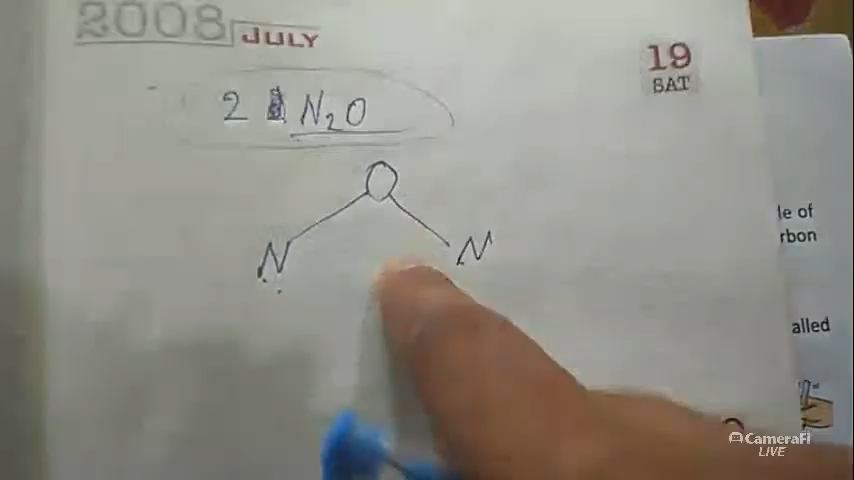 2008 JULY
19
SAT
2 N₂O
O
N N
le of
rbon
alled
CameraFi
LIVE